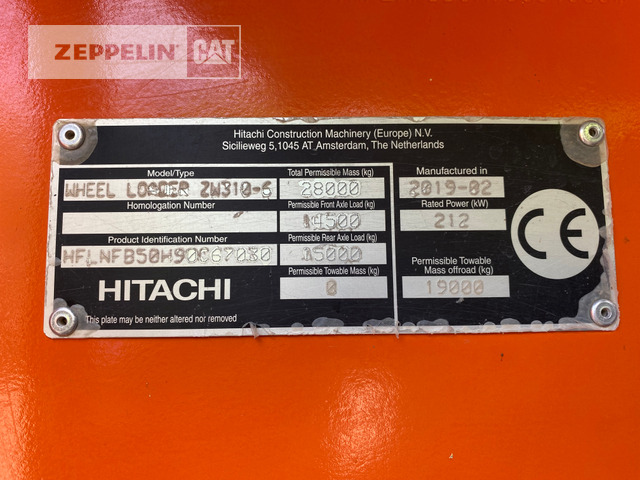 ZEPPELIN CAT
Hitachi Construction Machinery (Europe) N.V.
Sicilieweg 5,1045 AT Amsterdam, The Netherlands
Model/Type
WHEEL LOADER ZW310-6
Total Permissible Mass (kg)
28000
Manufactured in
2019-02
Homologation Number
Permissible Front Axle Load (kg)
14500
Rated Power (kW)
212
Product Identification Number
Permissible Rear Axle Load (kg)
15000
Permissible Towable Mass (kg)
0
Permissible Towable
Mass offroad (kg)
19000
CE
HITACHI
This plate may be neither altered nor removed